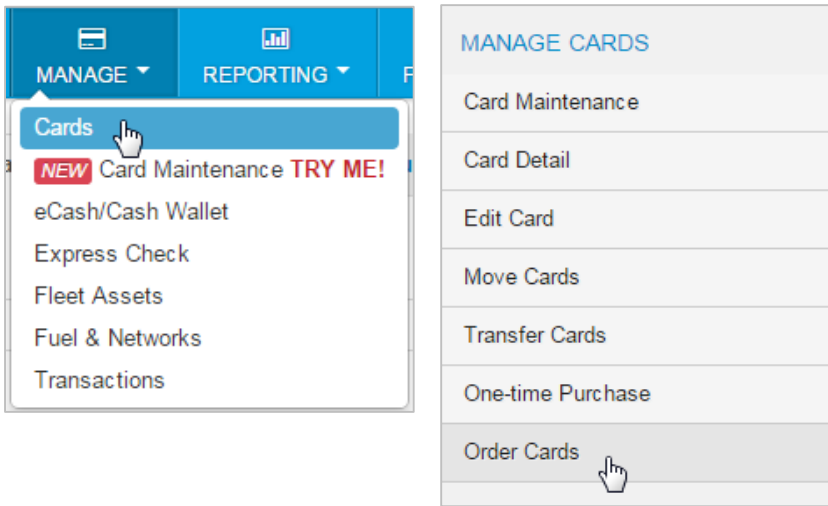 MANAGE
REPORTING
F
Cards
NEW Card Maintenance TRY ME!
eCash/Cash Wallet
Express Check
Fleet Assets
Fuel & Networks
Transactions
MANAGE CARDS
Card Maintenance
Card Detail
Edit Card
Move Cards
Transfer Cards
One-time Purchase
Order Cards